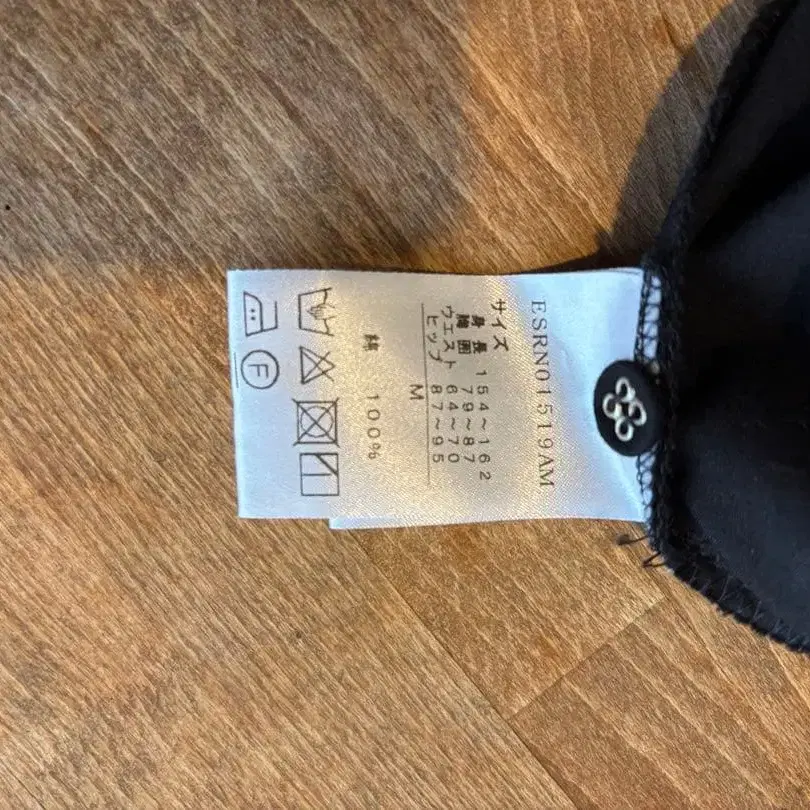 ESRN01519AM
サイズ
身長 154~162
胸囲 79~87
ウエスト 64~70
ヒップ 87~95
M
綿 100%
F